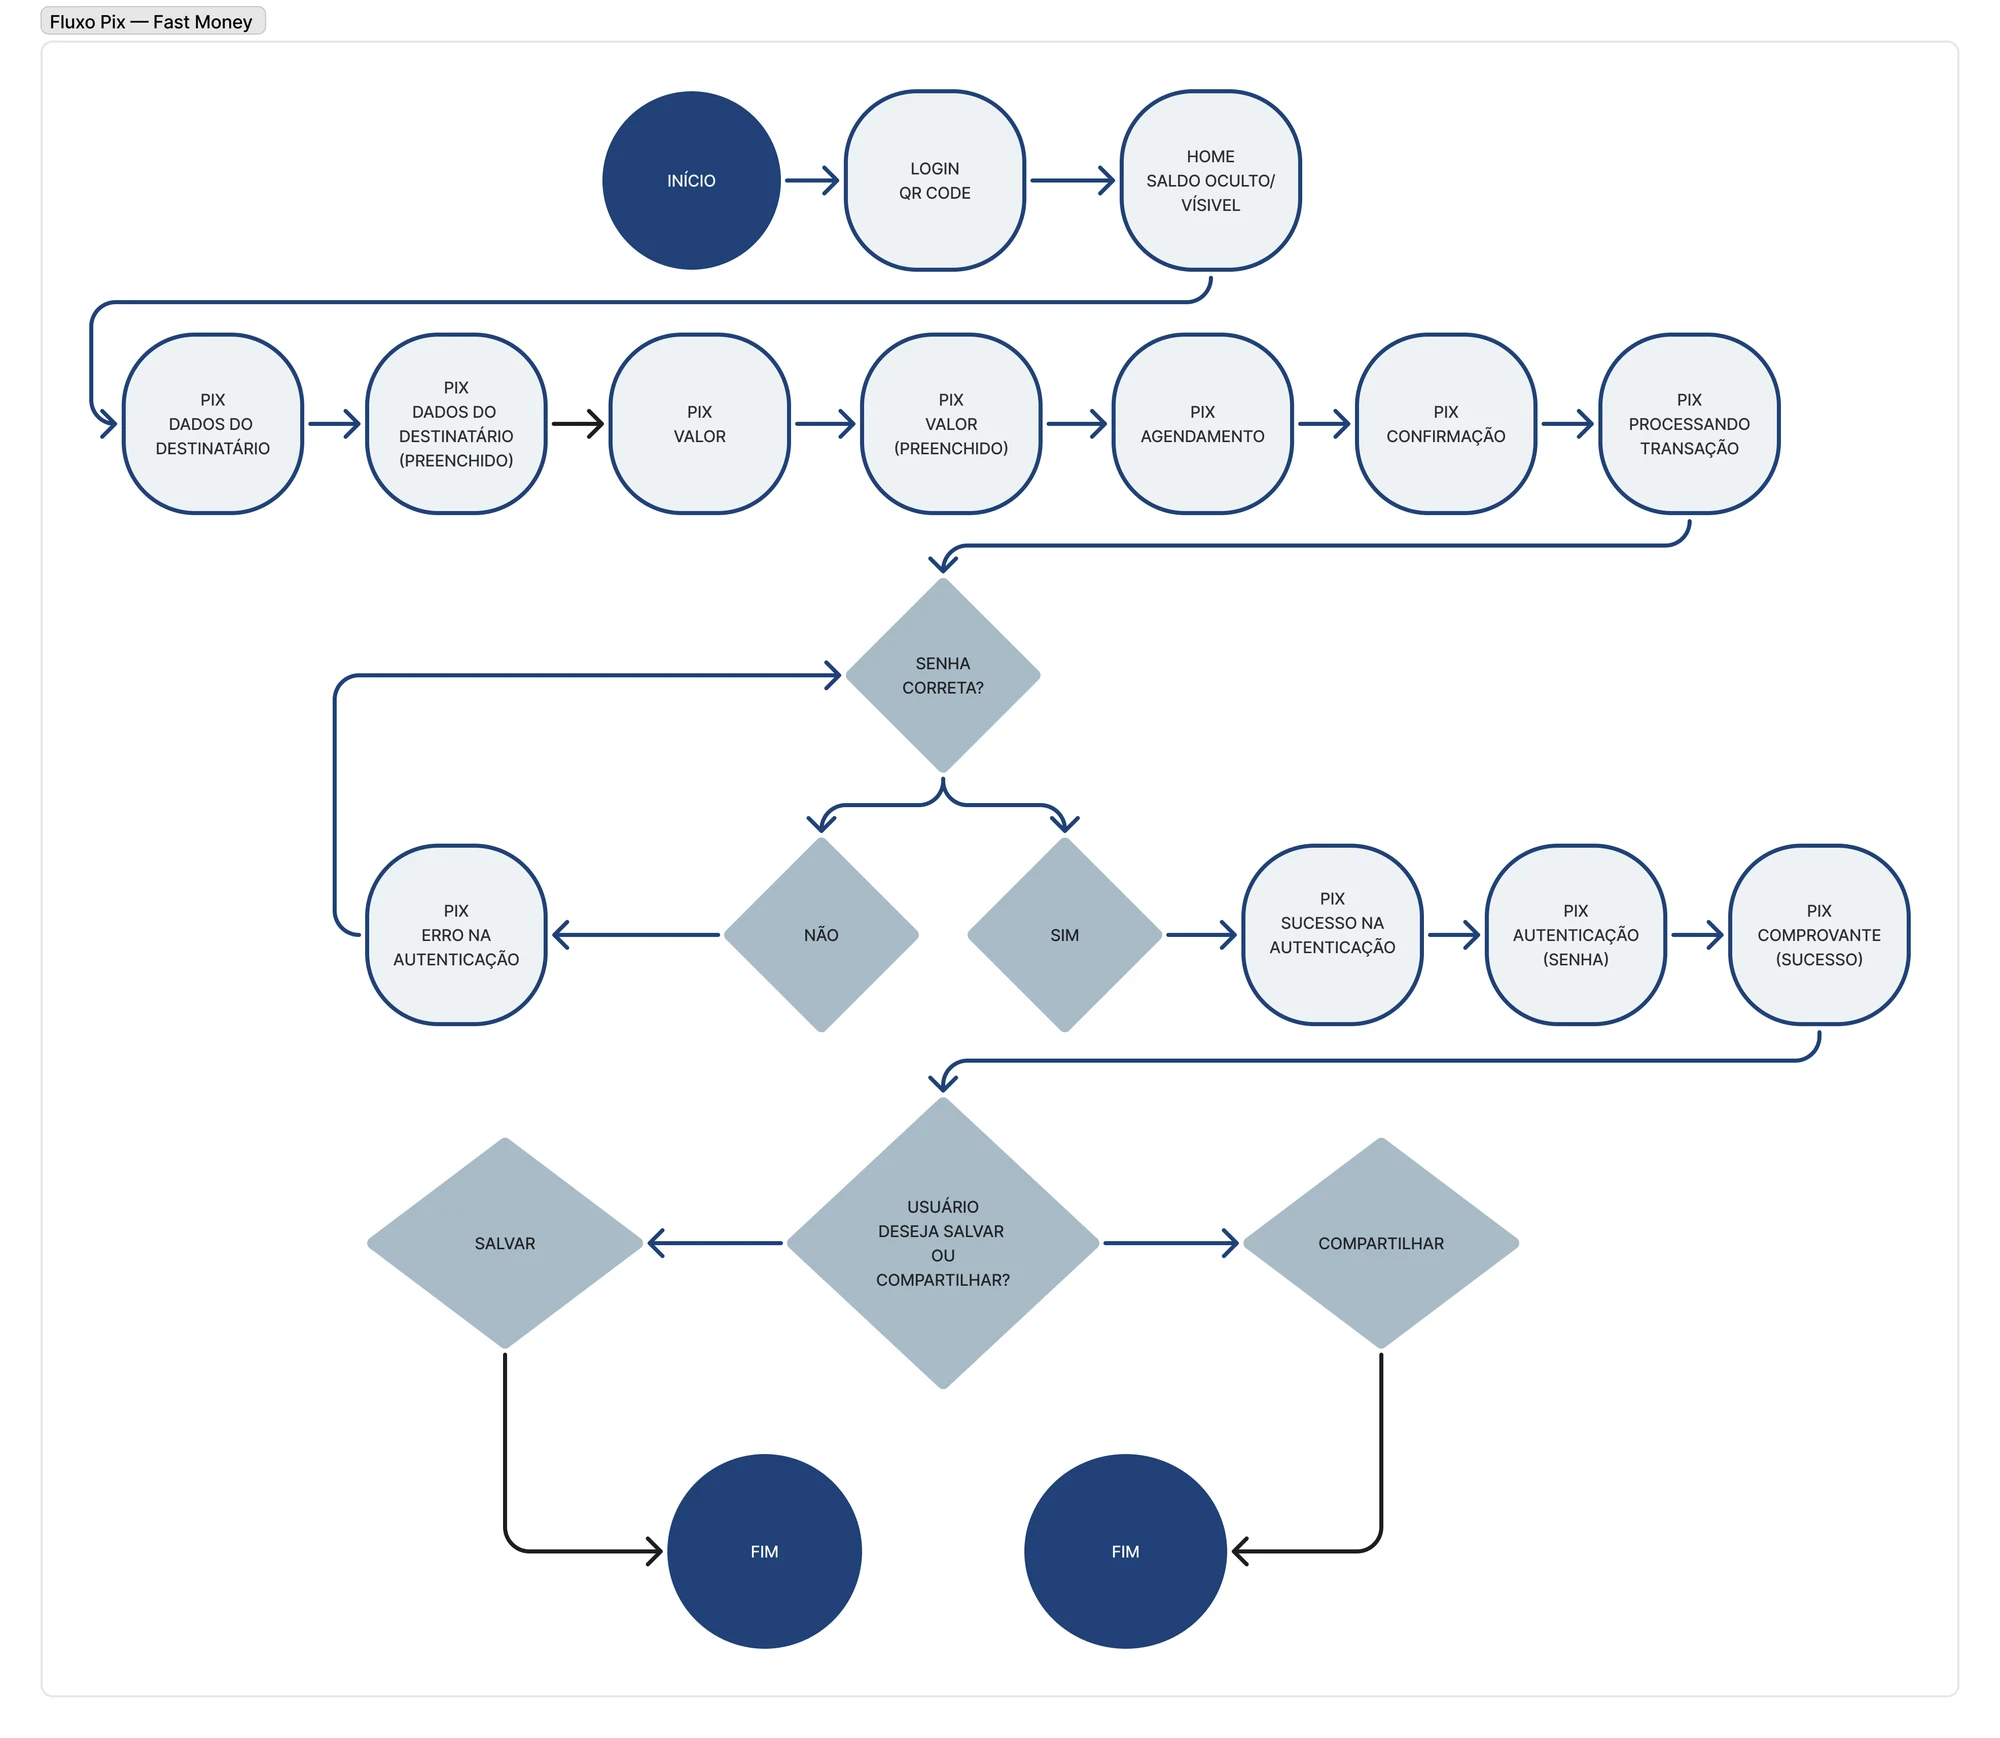 Fluxo Pix — Fast Money
INÍCIO
LOGIN
QR CODE
HOME
SALDO OCULTO/
VÍSIVEL
PIX
DADOS DO
DESTINATÁRIO
PIX
DADOS DO
DESTINATÁRIO
(PREENCHIDO)
PIX
VALOR
PIX
VALOR
(PREENCHIDO)
PIX
AGENDAMENTO
PIX
CONFIRMAÇÃO
PIX
PROCESSANDO
TRANSAÇÃO
SENHA
CORRETA?
PIX
ERRO NA
AUTENTICAÇÃO
NÃO
SIM
PIX
SUCESSO NA
AUTENTICAÇÃO
PIX
AUTENTICAÇÃO
(SENHA)
PIX
COMPROVANTE
(SUCESSO)
SALVAR
USUÁRIO
DESEJA SALVAR
OU
COMPARTILHAR?
COMPARTILHAR
FIM
FIM